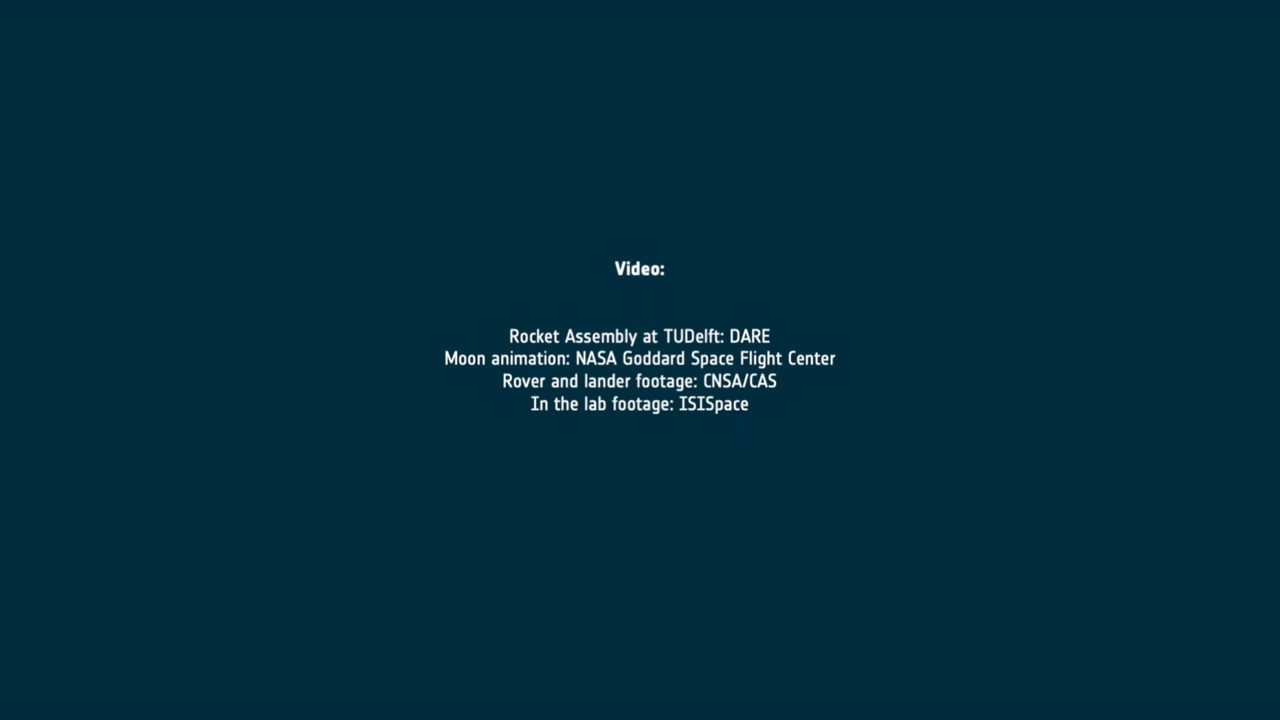 Video:
Rocket Assembly at TUDelft: DARE
Moon animation: NASA Goddard Space Flight Center
Rover and lander footage: CNSA/CAS
In the lab footage: ISISpace